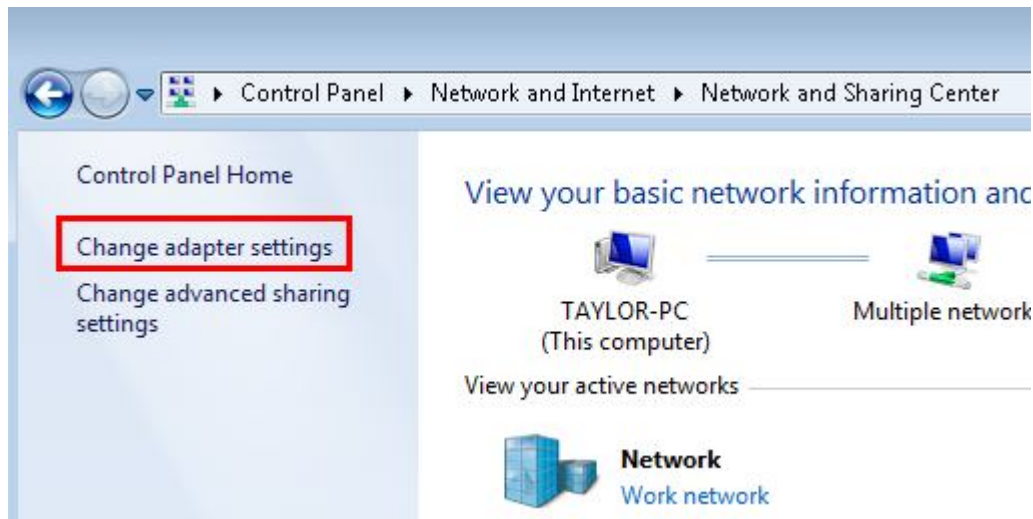 Control Panel Network and Internet Network and Sharing Center
Control Panel Home
Change adapter settings
Change advanced sharing
settings
View your basic network information and
TAYLOR-PC
(This computer)
Multiple network
View your active networks
Network
Work network